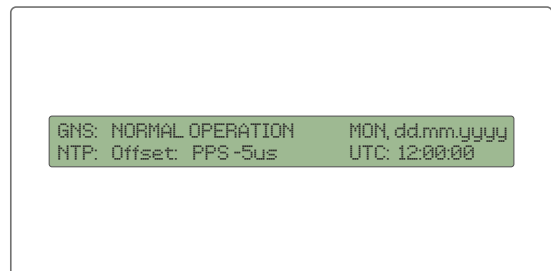 GNS: NORMAL OPERATION MON, dd.mm.yyyy
NTP: Offset: PPS -5us UTC: 12:00:00